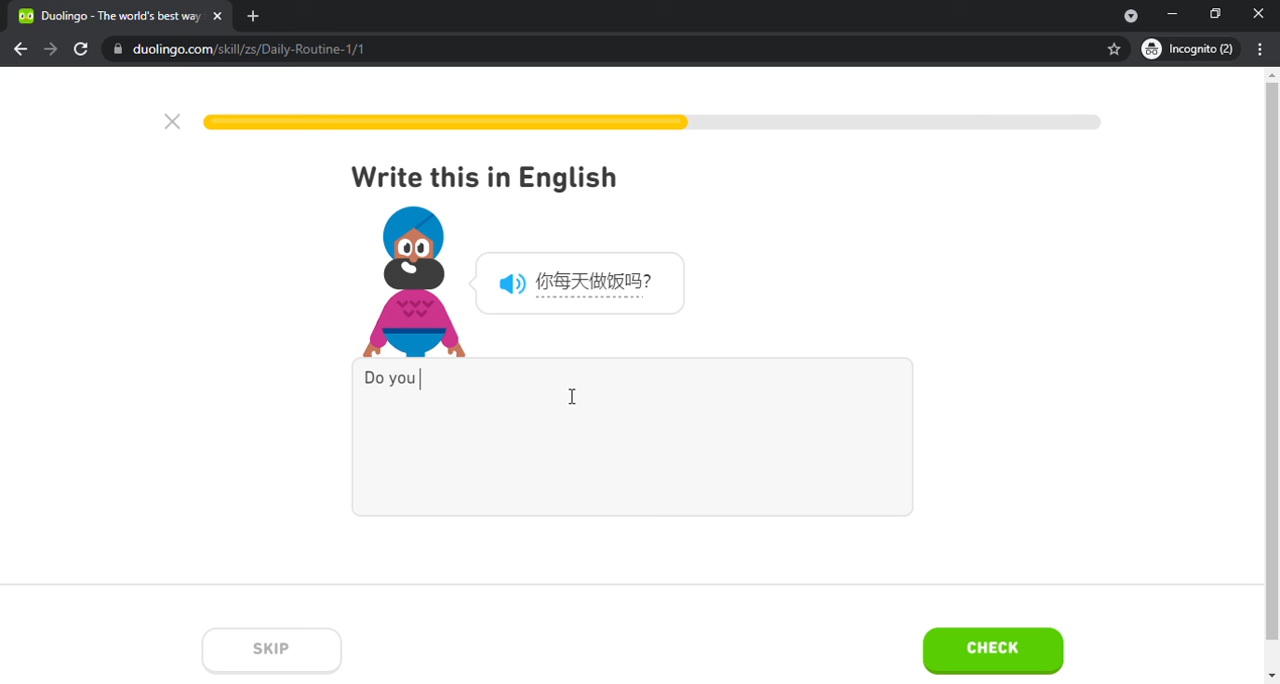 Duolingo - The world's best way
duolingo.com/skill/zs/Daily-Routine-1/1
Incognito (2)
Write this in English
你每天做饭吗?
Do you
SKIP
CHECK